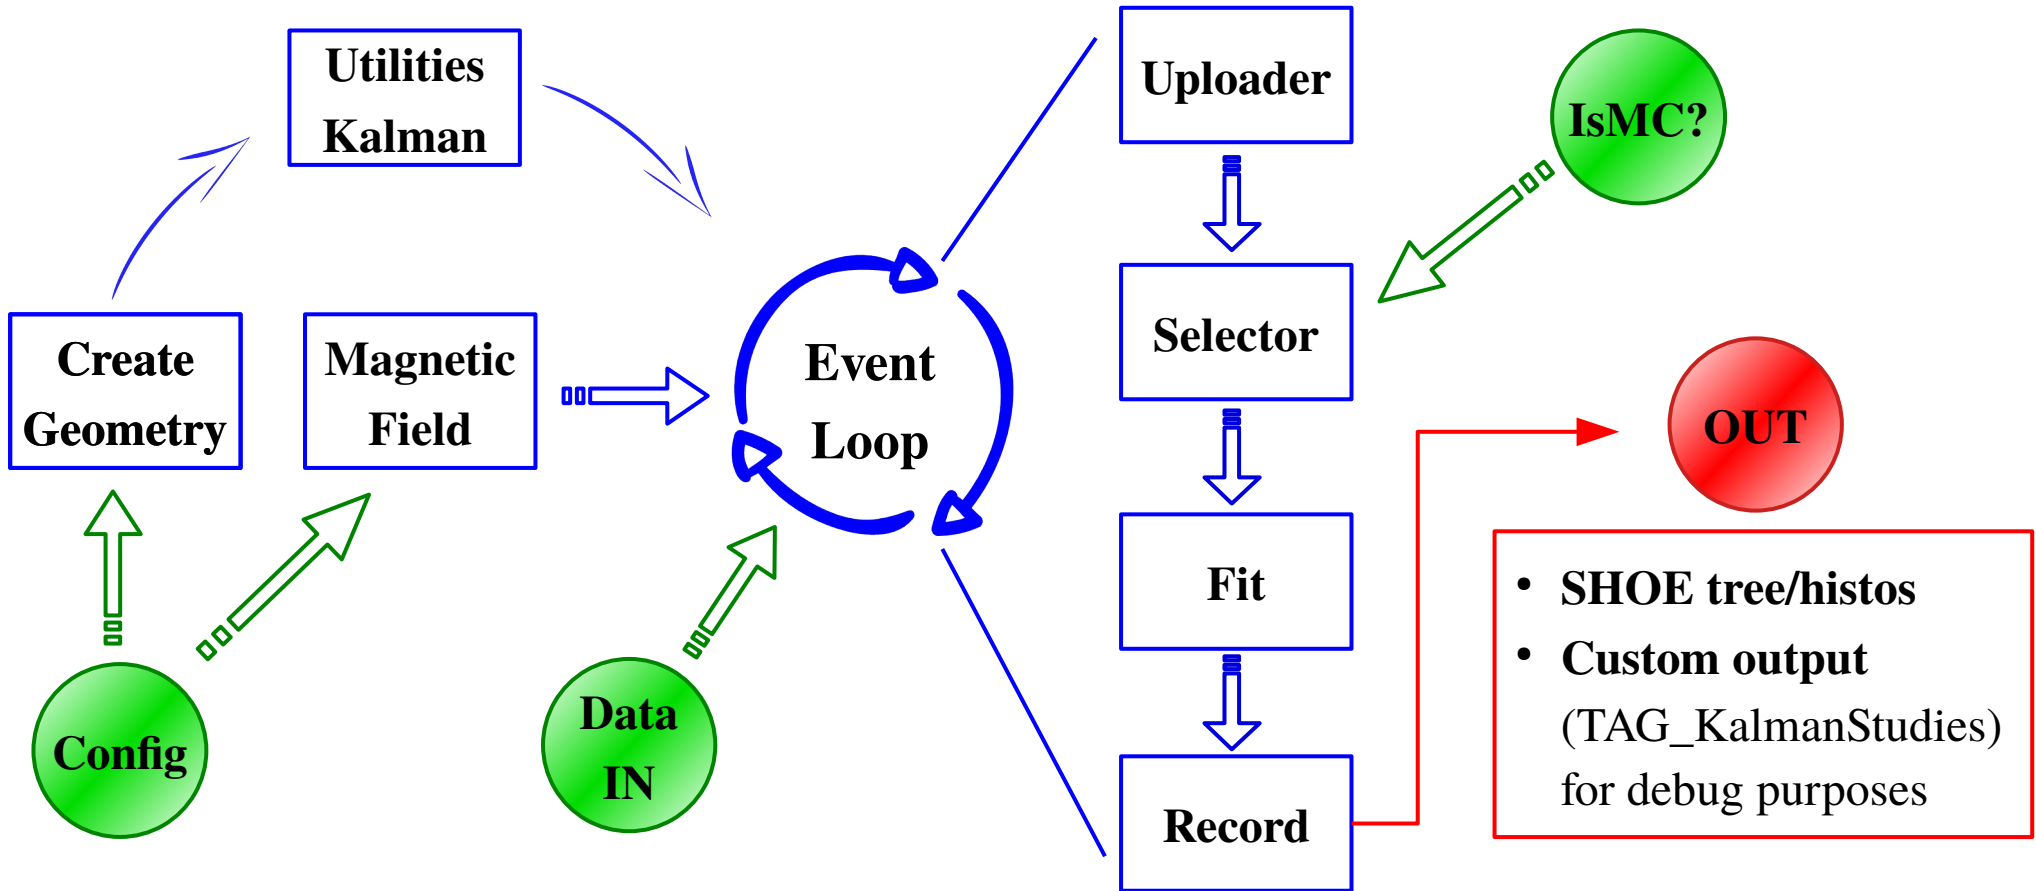 Utilities
Kalman
Create
Geometry
Magnetic
Field
Config
Data
IN
Event
Loop
Uploader
Selector
Fit
Record
IsMC?
OUT
• SHOE tree/histos
• Custom output
(TAG_KalmanStudies)
for debug purposes